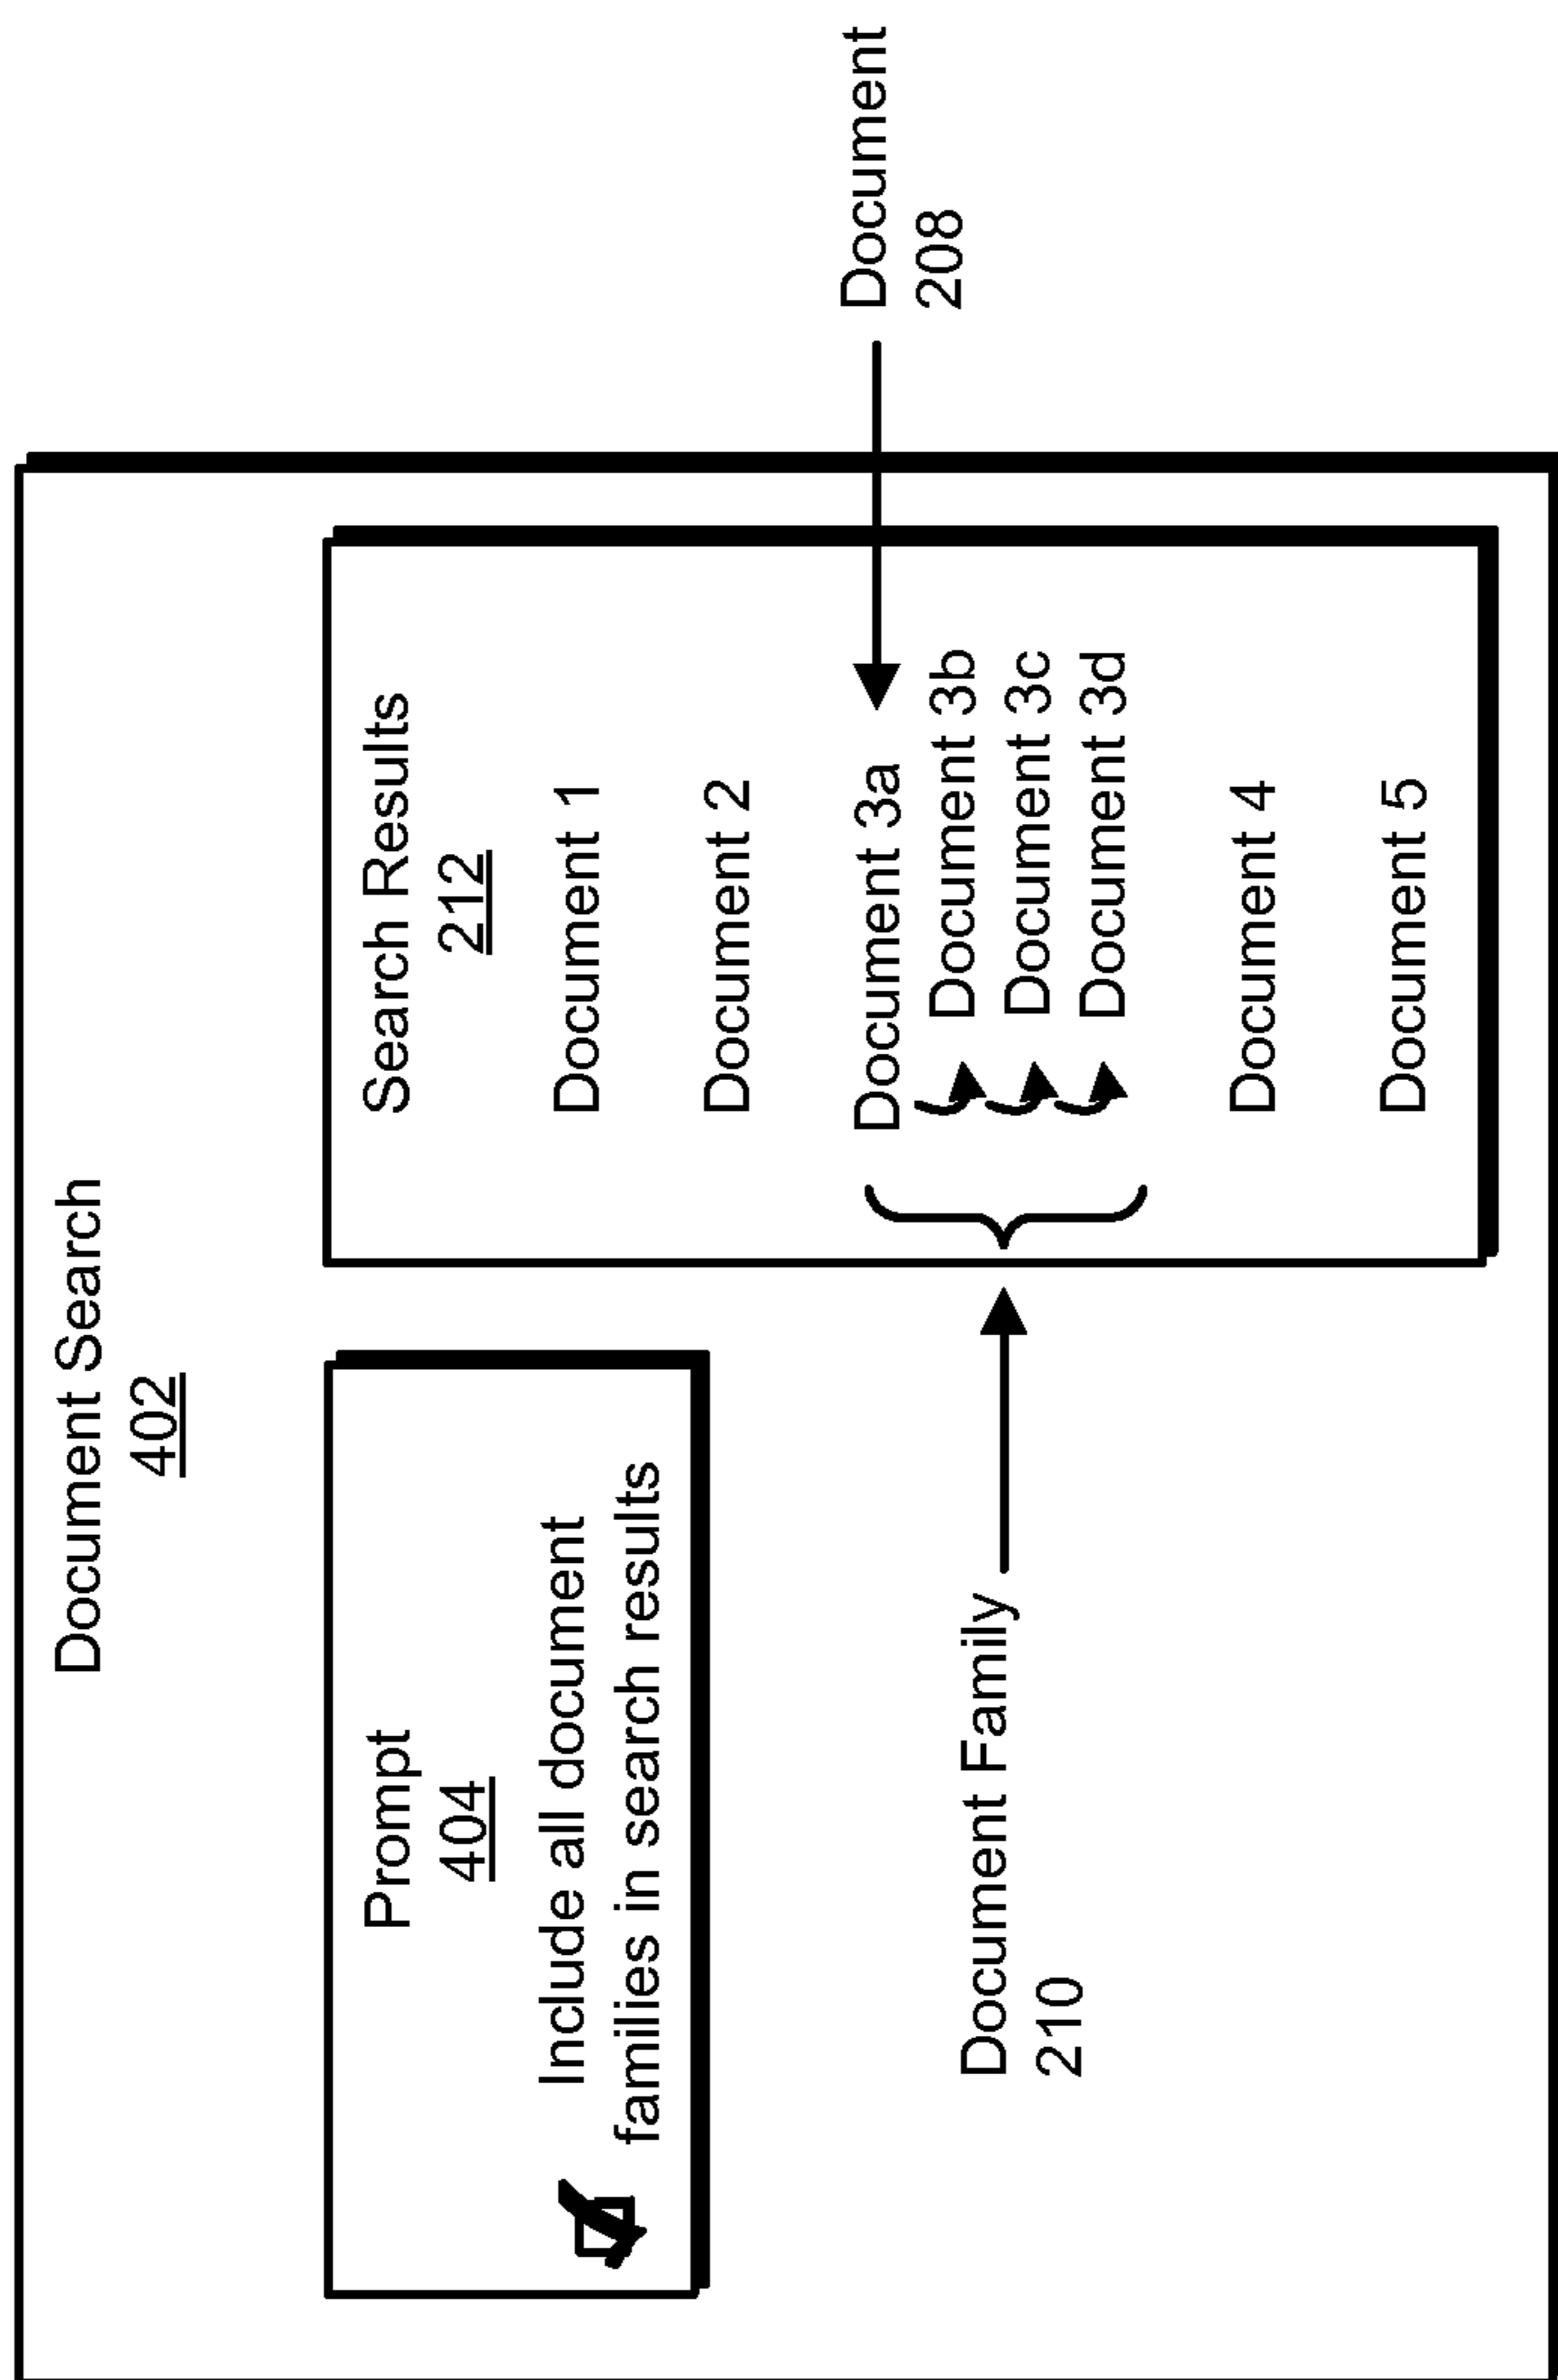 Document Search
402
Prompt
404
Include all document
families in search results
Search Results
212
Document 1
Document 2
Document 3a
Document 3b
Document 3c
Document 3d
Document 4
Document 5
Document Family
210
Document
208